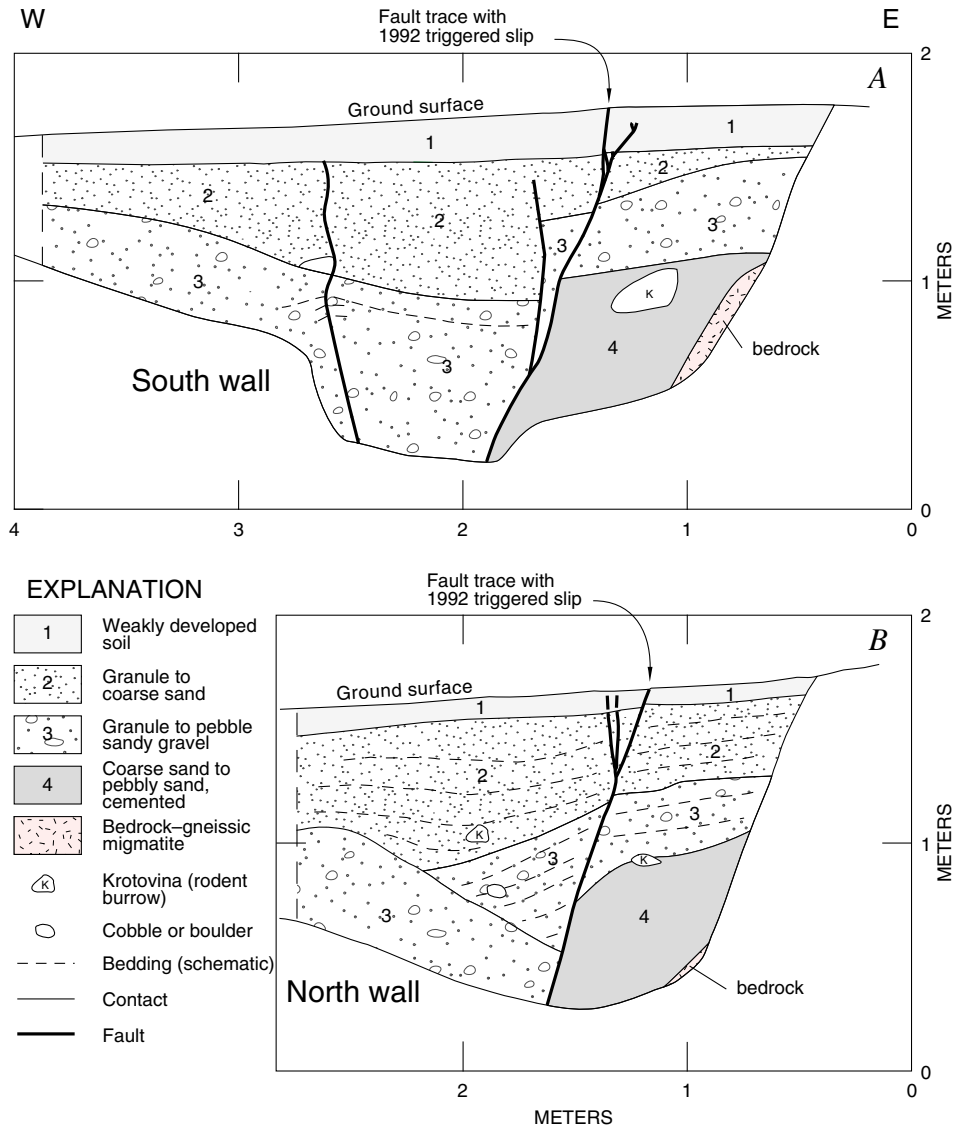 W
Fault trace with
1992 triggered slip
E
2
A
Ground surface
1
1
2
2
2
3
3
3
3
K
4
1
bedrock
South wall
METERS
0
4
3
2
1
0
EXPLANATION
1
Weakly developed
soil
2
Granule to
coarse sand
3
Granule to pebble
sandy gravel
4
Coarse sand to
pebbly sand,
cemented
Bedrock–gneissic
migmatite
K
Krotovina (rodent
burrow)
Cobble or boulder
Bedding (schematic)
Contact
Fault
Fault trace with
1992 triggered slip
2
B
Ground surface
1
1
2
2
3
K
3
3
K
4
1
bedrock
North wall
METERS
0
2
1
0
METERS